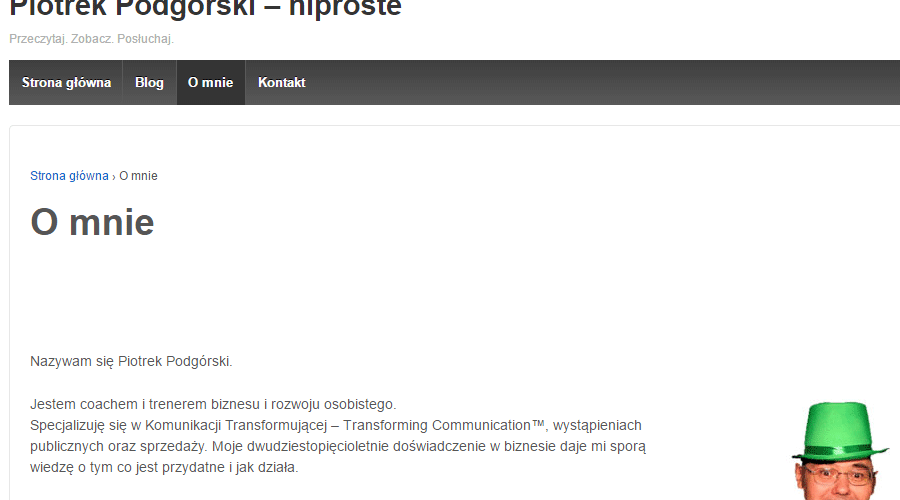 Piotrek Podgórski – niproste
Przeczytaj. Zobacz. Posłuchaj.
Strona główna Blog O mnie Kontakt
Strona główna › O mnie
O mnie
Nazywam się Piotrek Podgórski.
Jestem coachem i trenerem biznesu i rozwoju osobistego.
Specjalizuję się w Komunikacji Transformującej – Transforming Communication™, wystąpieniach
publicznych oraz sprzedaży. Moje dwudziestopięcioletnie doświadczenie w biznesie daje mi sporą
wiedzę o tym co jest przydatne i jak działa.